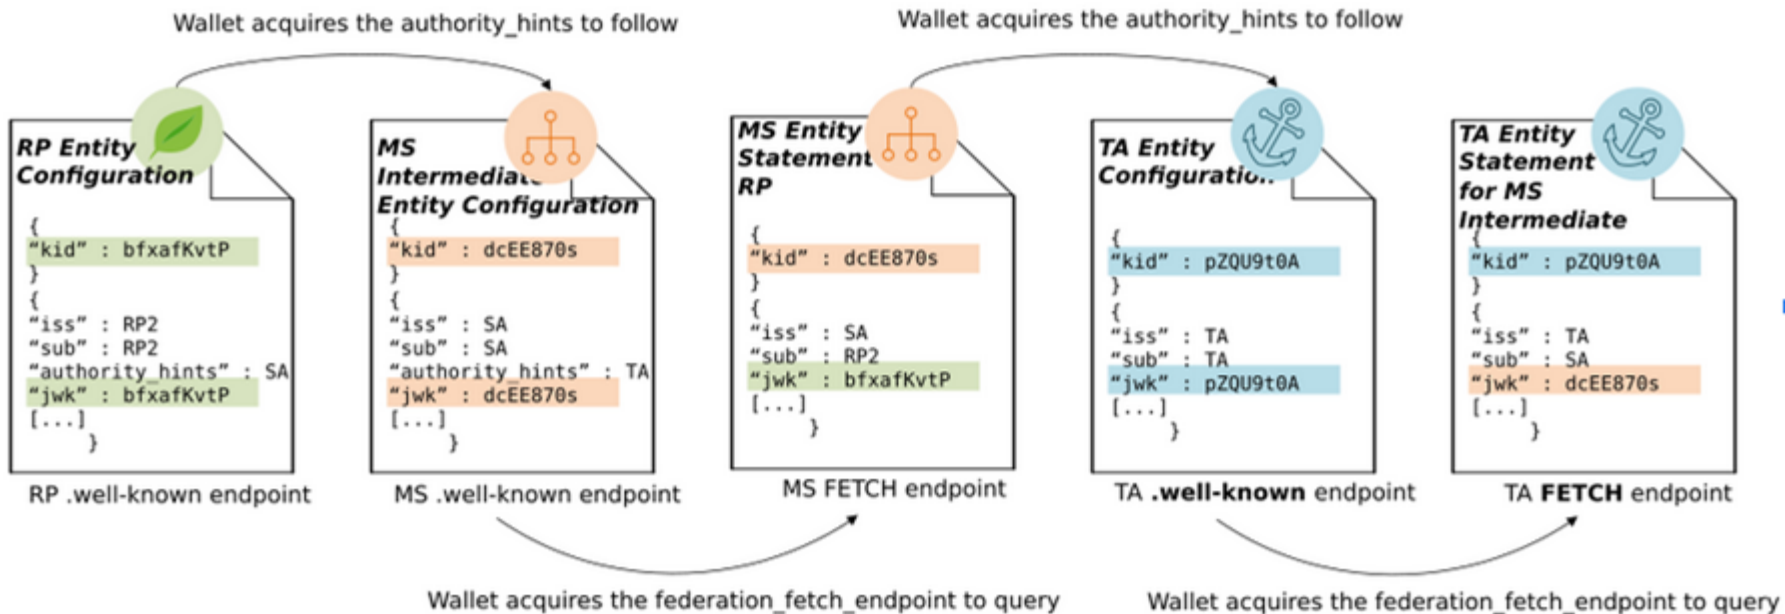 Wallet acquires the authority_hints to follow
Wallet acquires the authority_hints to follow
RP Entity
Configuration
{
“kid” : bfxafKvtP
}
{
“iss” : RP2
“sub” : RP2
“authority_hints” : SA
“jwk” : bfxafKvtP
[...]
}
RP .well-known endpoint
MS
Intermediate
Entity Configuration
{
“kid” : dcEE870s
}
{
“iss” : SA
“sub” : SA
“authority_hints” : TA
“jwk” : dcEE870s
[...]
}
MS .well-known endpoint
MS Entity
Statement
RP
{
“kid” : dcEE870s
}
{
“iss” : SA
“sub” : RP2
“jwk” : bfxafKvtP
[...]
}
MS FETCH endpoint
TA Entity
Configuration
{
“kid” : pZQU9t0A
}
{
“iss” : TA
“sub” : TA
“jwk” : pZQU9t0A
[...]
}
TA .well-known endpoint
TA Entity
Statement
for MS
Intermediate
{
“kid” : pZQU9t0A
}
{
“iss” : TA
“sub” : SA
“jwk” : dcEE870s
[...]
}
TA FETCH endpoint
Wallet acquires the federation_fetch_endpoint to query
Wallet acquires the federation_fetch_endpoint to query